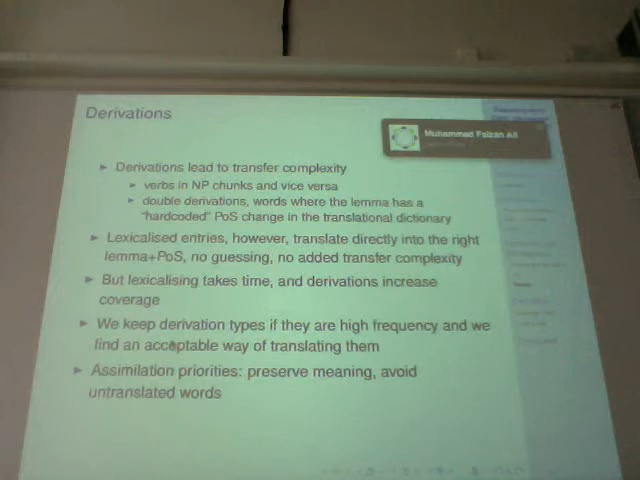 Derivations
Muhammad Faizan Ali
Derivations lead to transfer complexity
verbs in NP chunks and vice versa
double derivations, words where the lemma has a
"hardcoded" PoS change in the translational dictionary
Lexicalised entries, however, translate directly into the right
lemma+PoS, no guessing, no added transfer complexity
But lexicalising takes time, and derivations increase
coverage
We keep derivation types if they are high frequency and we
find an acceptable way of translating them
Assimilation priorities: preserve meaning, avoid
untranslated words